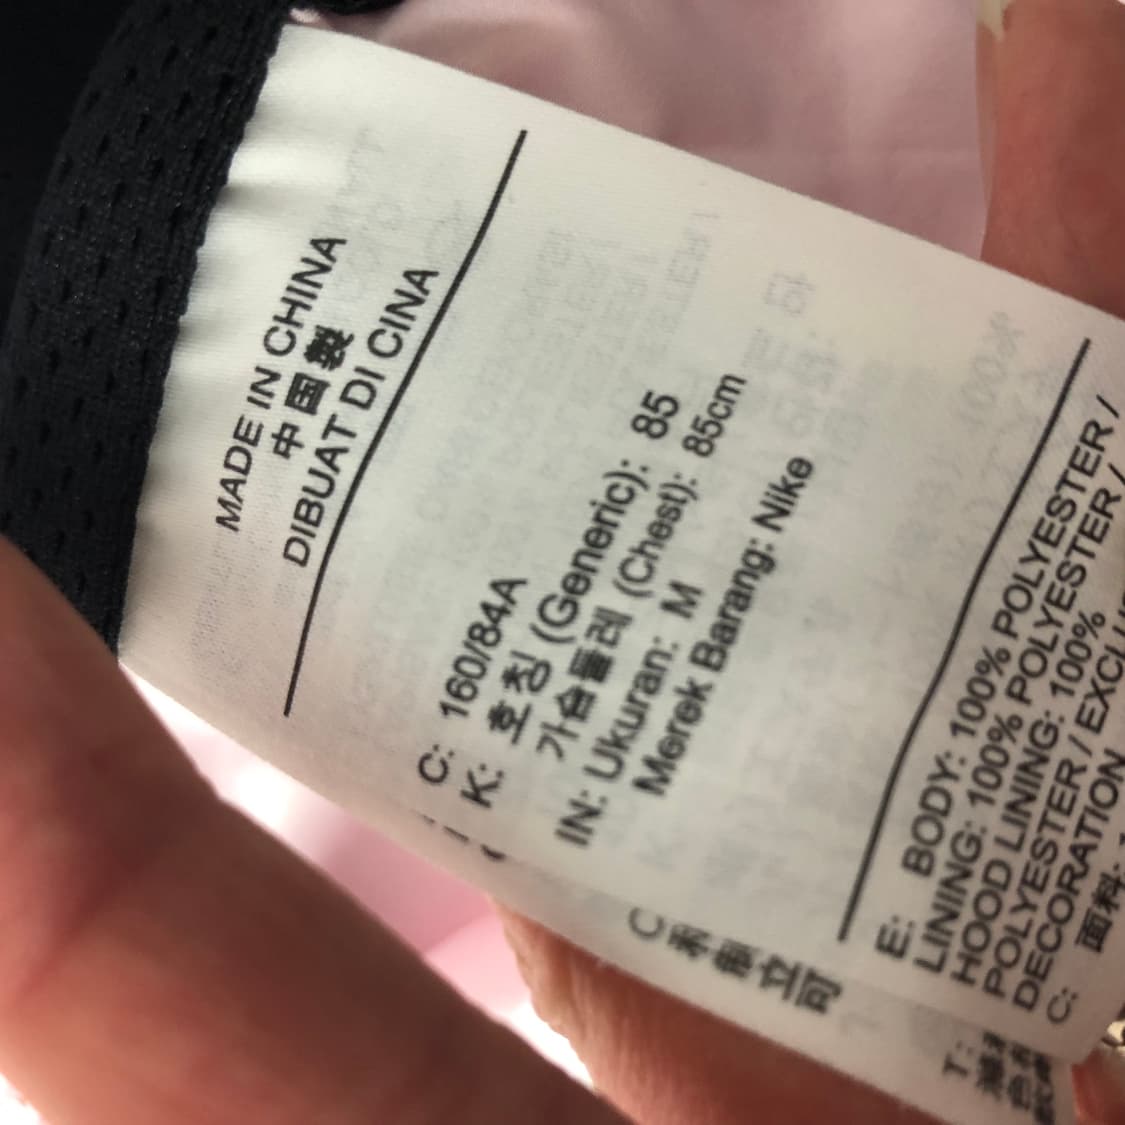 MADE IN CHINA
中国製
DIBUAT DI CINA
C: 160/84A
K: 호칭 (Generic): 85
가슴둘레 (Chest): 85cm
IN: Ukuran: M
Merek Barang: Nike
E: BODY: 100% POLYESTER /
LINING: 100% POLYESTER /
HOOD LINING: 100%
POLYESTER / EXCLUS
DECORATION
C: 面料:
T: